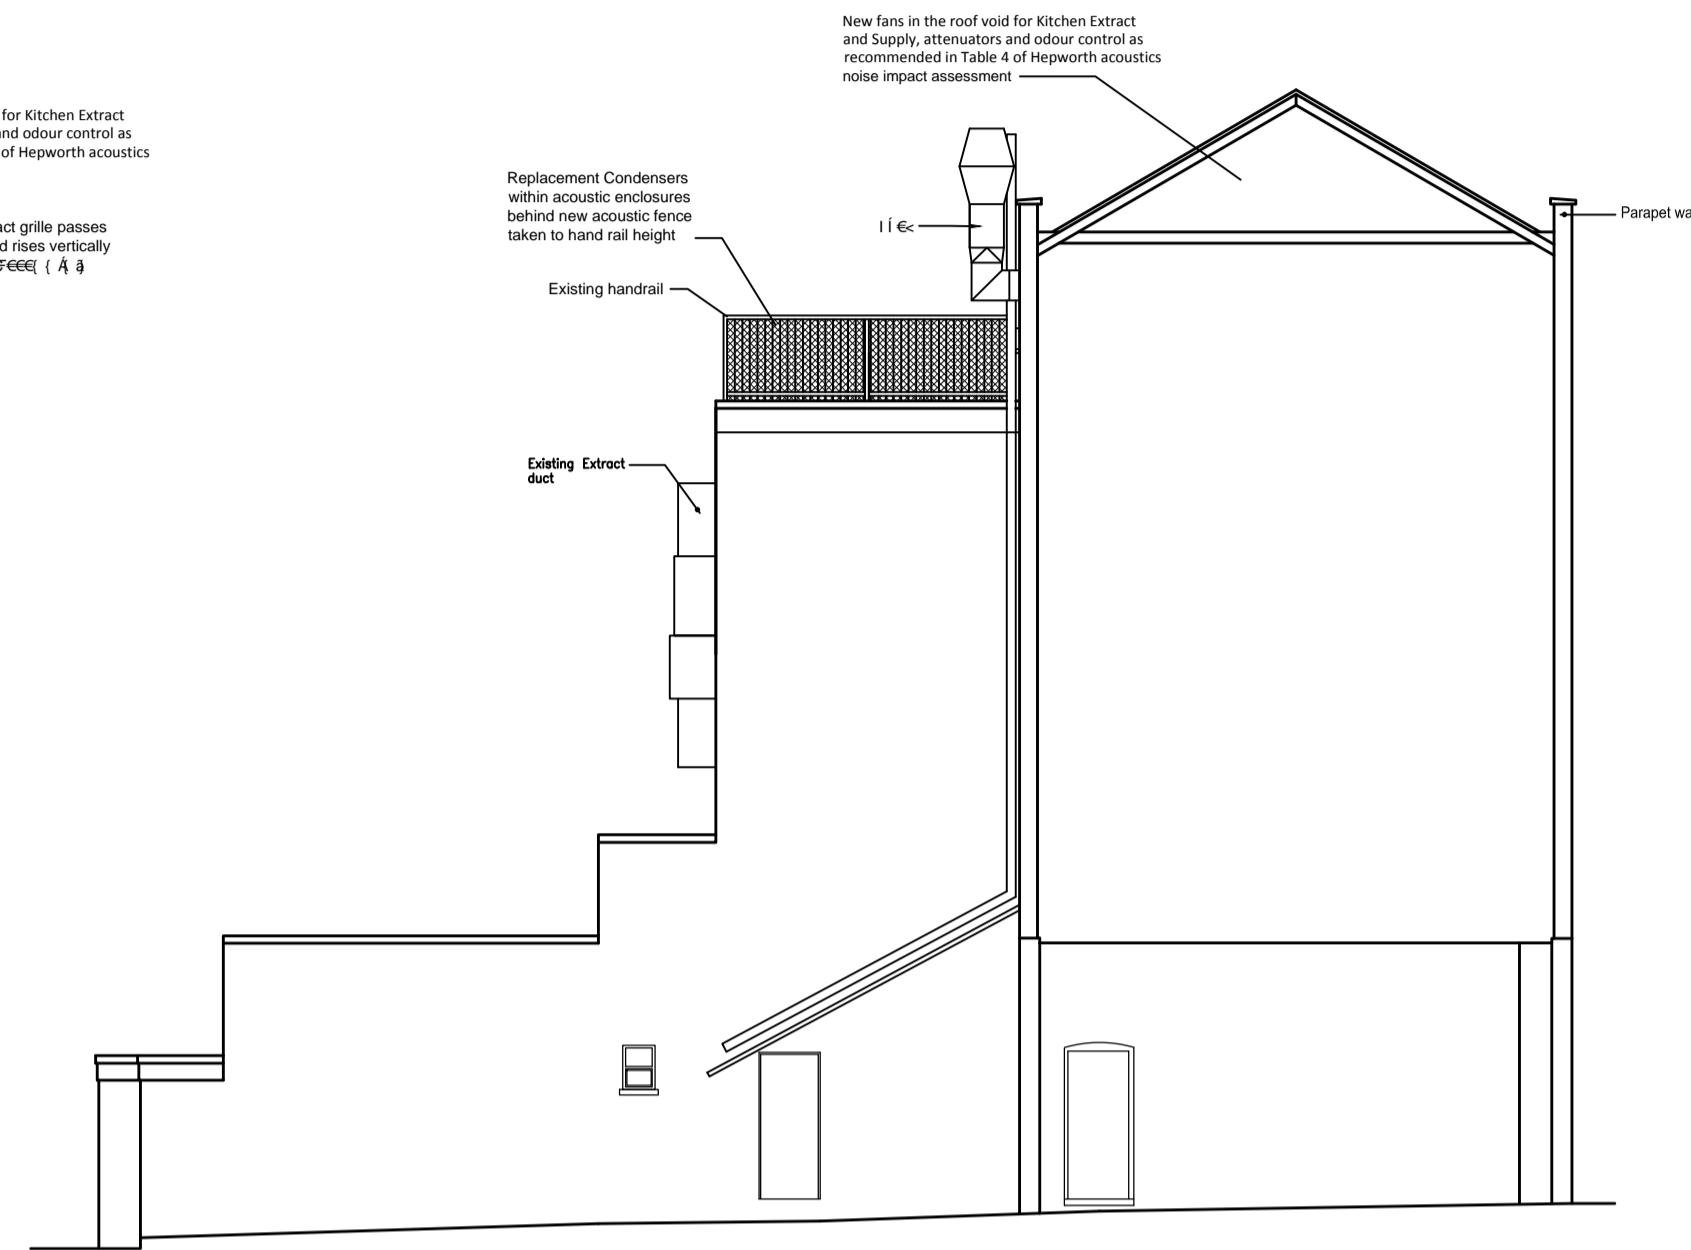 New fans in the roof void for Kitchen Extract
and Supply, attenuators and odour control as
recommended in Table 4 of Hepworth acoustics
noise impact assessment
for Kitchen Extract
and odour control as
of Hepworth acoustics
act grille passes
d rises vertically
Replacement Condensers
within acoustic enclosures
behind new acoustic fence
taken to hand rail height
Existing handrail
Parapet wa
Existing Extract
duct